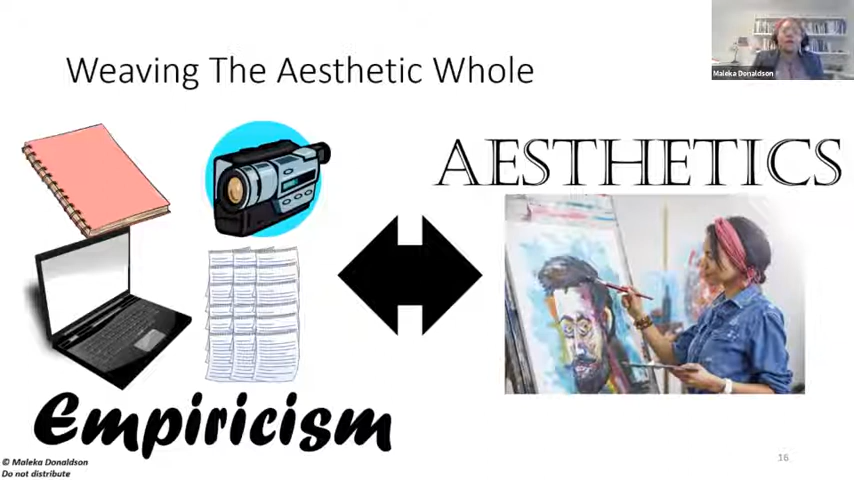 Weaving The Aesthetic Whole
Maleka Donaldson
AESTHETICS
Empiricism
© Maleka Donaldson
Do not distribute
16